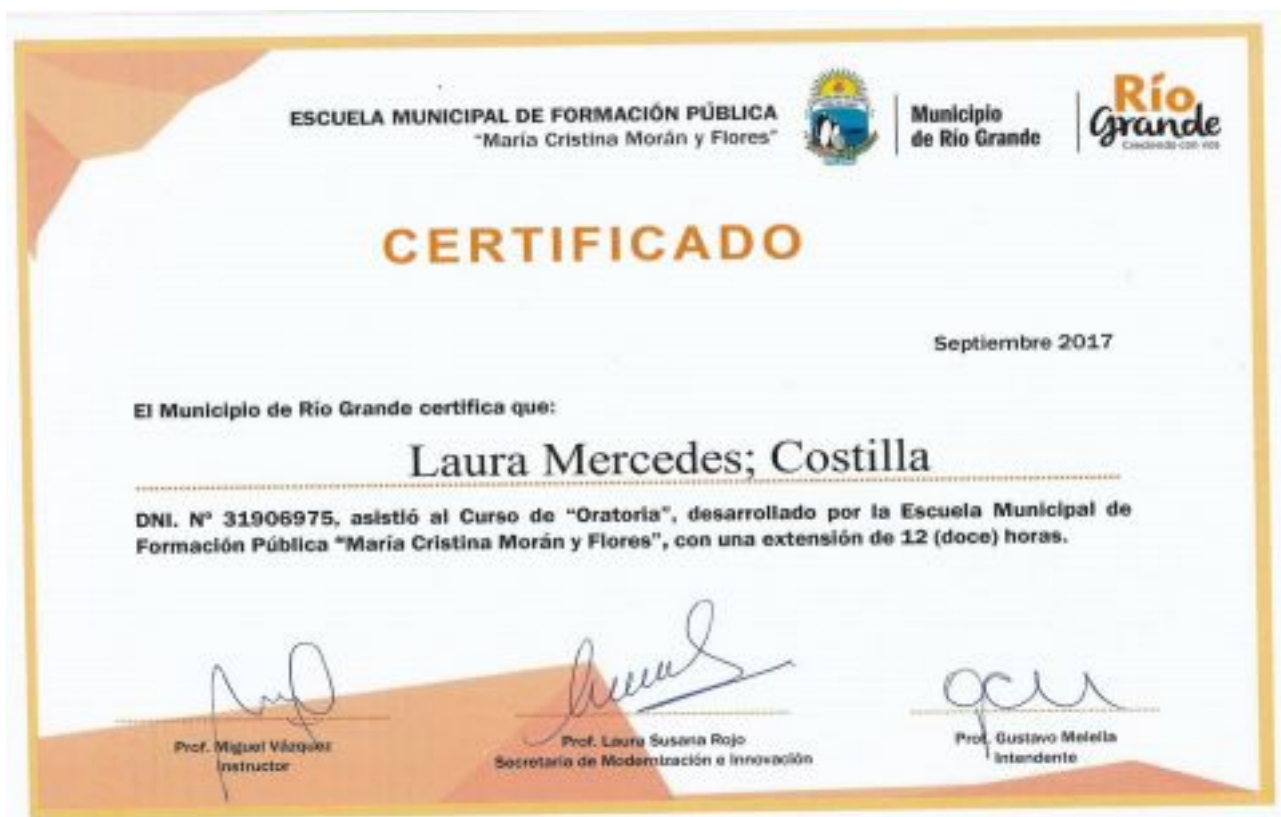 ESCUELA MUNICIPAL DE FORMACIÓN PÚBLICA
"María Cristina Morán y Flores"
Municipio
de Río Grande
Río
Grande
Creciendo con vos
CERTIFICADO
Septiembre 2017
El Municipio de Río Grande certifica que:
Laura Mercedes; Costilla
DNI. Nº 31906975, asistió al Curso de "Oratoria", desarrollado por la Escuela Municipal de
Formación Pública "María Cristina Morán y Flores", con una extensión de 12 (doce) horas.
Prof. Miguel Vázquez
Instructor
Prof. Laura Susana Rojo
Secretaria de Modernización e Innovación
Prof. Gustavo Melella
Intendente